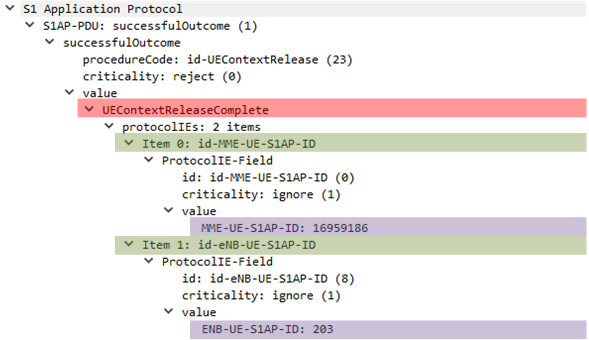 S1 Application Protocol
S1AP-PDU: successfulOutcome (1)
successfulOutcome
procedureCode: id-UEContextRelease (23)
criticality: reject (0)
value
UEContextReleaseComplete
protocolIEs: 2 items
Item 0: id-MME-UE-S1AP-ID
ProtocolIE-Field
id: id-MME-UE-S1AP-ID (0)
criticality: ignore (1)
value
MME-UE-S1AP-ID: 16959186
Item 1: id-eNB-UE-S1AP-ID
ProtocolIE-Field
id: id-eNB-UE-S1AP-ID (8)
criticality: ignore (1)
value
ENB-UE-S1AP-ID: 203